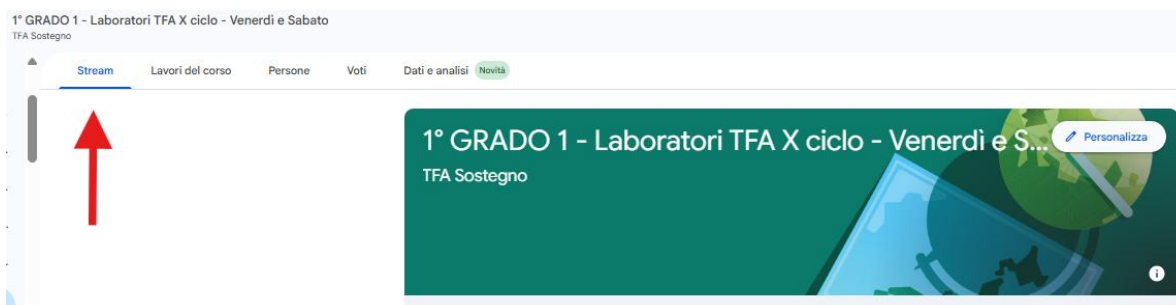 1° GRADO 1 - Laboratori TFA X ciclo - Venerdì e Sabato
TFA Sostegno
Stream Lavori del corso Persone Voti Dati e analisi Novità
1° GRADO 1 - Laboratori TFA X ciclo - Venerdì e S...
Personalizza
TFA Sostegno